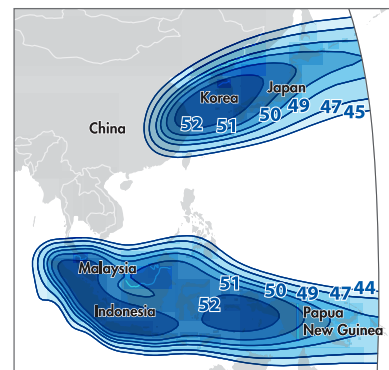 Korea
Japan
52 51 50 49 47 45
China
Malaysia
51 50 49 47 44
Indonesia
52
Papua
New Guinea